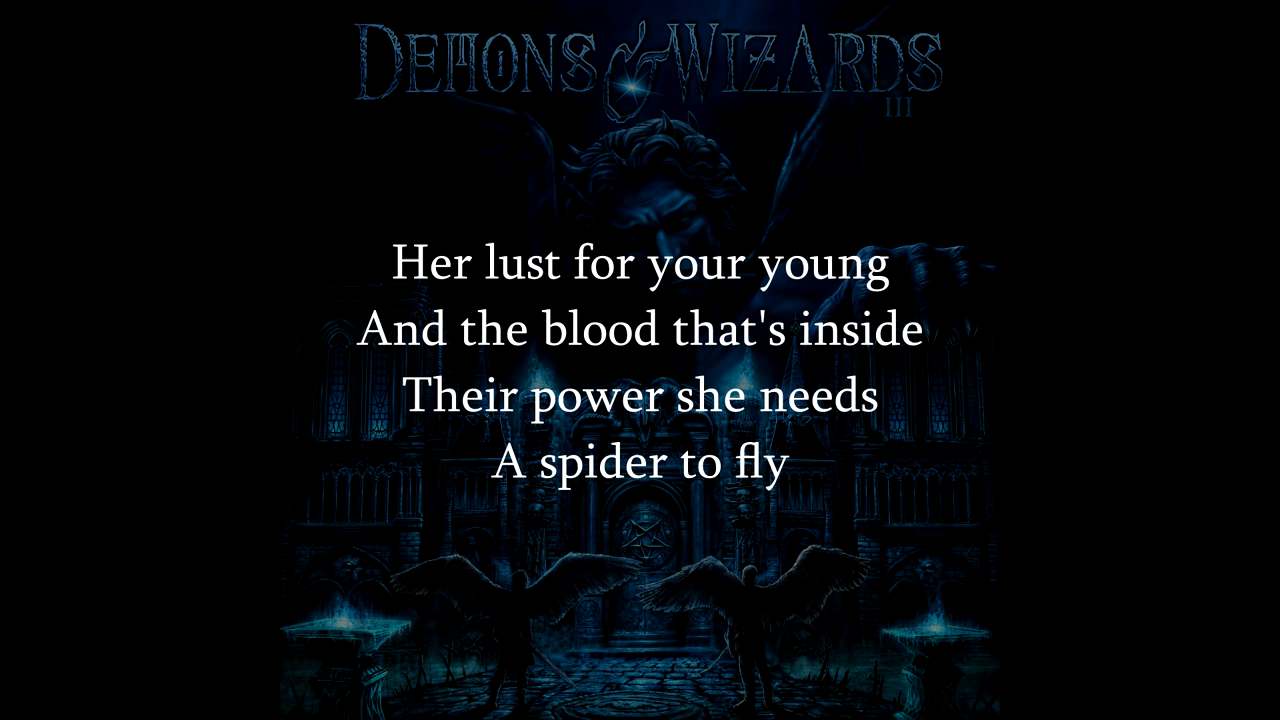 DEMONS & WIZARDS
III
Her lust for your young
And the blood that's inside
Their power she needs
A spider to fly